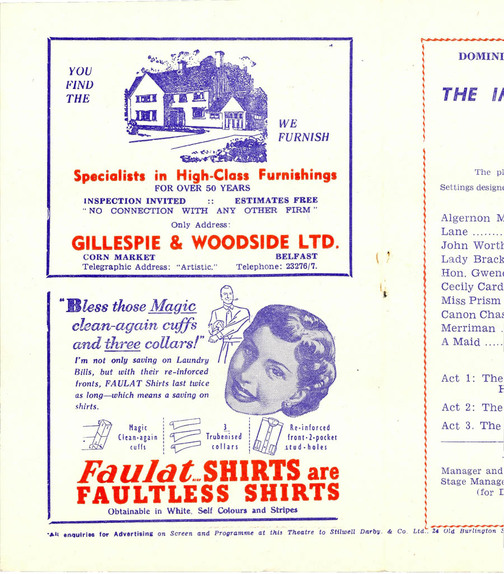 YOU
FIND
THE
WE
FURNISH
Specialists in High-Class Furnishings
FOR OVER 50 YEARS
INSPECTION INVITED :: ESTIMATES FREE
"NO CONNECTION WITH ANY OTHER FIRM"
Only Address:
GILLESPIE & WOODSIDE LTD.
CORN MARKET BELFAST
Telegraphic Address: "Artistic." Telephone: 23276/7.
"Bless those Magic
clean-again cuffs
and three collars!"
I'm not only saving on Laundry
Bills, but with their re-inforced
fronts, FAULAT Shirts last twice
as long—which means a saving on
shirts.
Magic
Clean-again
cuffs
3
Trubenised
collars
Re-inforced
front-2-pocket
stud-holes
Faulat... SHIRTS are
FAULTLESS SHIRTS
Obtainable in White, Self Colours and Stripes
*All enquiries for Advertising on Screen and Programme at this Theatre to Stilwell Darby, & Co. Ltd., 24 Old Burlington S
DOMINI
THE I
The pl
Settings designe
Algernon M
Lane ........
John Worth
Lady Brack
Hon. Gwen
Cecily Card
Miss Prism
Canon Chas
Merriman .
A Maid .....
Act 1: The
Act 2: The
Act 3. The
Manager and
Stage Manag
(for D